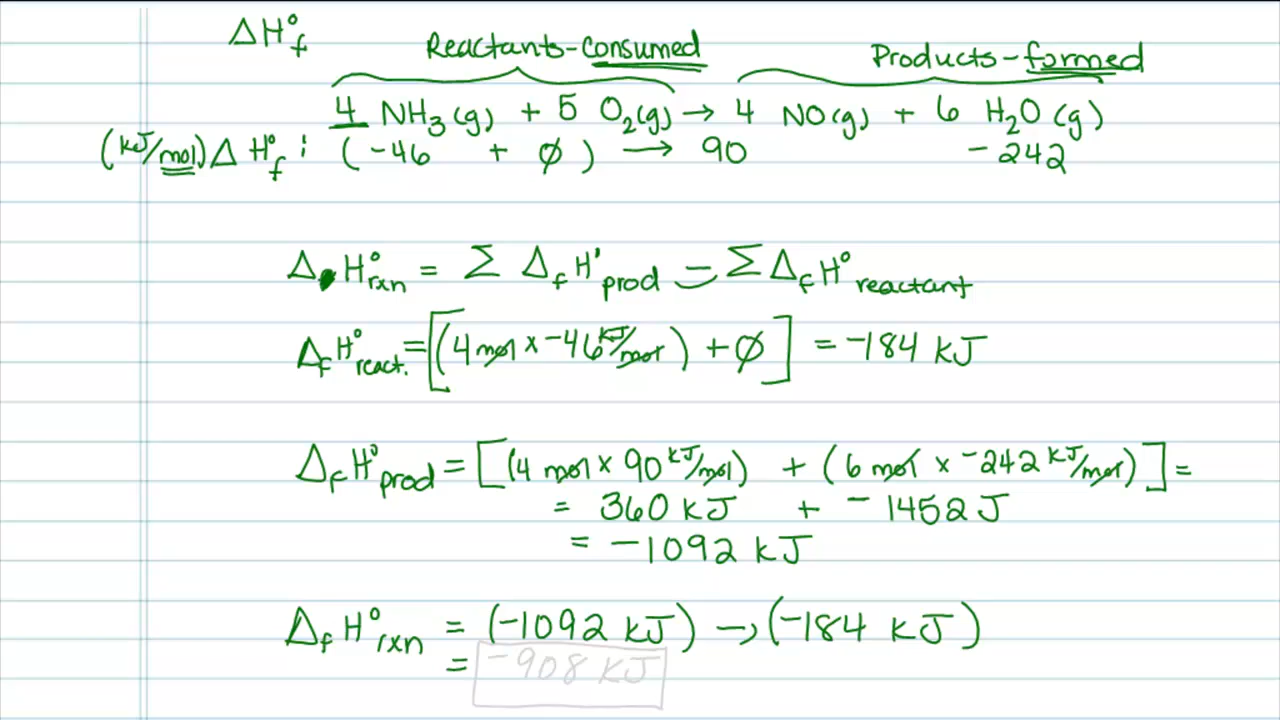 ΔH°f
Reactants-consumed
Products-formed
4 NH₃(g) + 5 O₂(g) → 4 NO(g) + 6 H₂O(g)
(kJ/mol) ΔH°f : (-46 + ∅) → 90 -242
Δ H°rxn = Σ ΔfH°prod - Σ ΔfH°reactant
ΔfH°react. = [(4 mol x -46 kJ/mol) + ∅] = -184 kJ
ΔfH°prod = [(4 mol x 90 kJ/mol) + (6 mol x -242 kJ/mol)] =
= 360 kJ + -1452 J
= -1092 kJ
ΔfH°rxn = (-1092 kJ) - (-184 kJ)
= -908 kJ